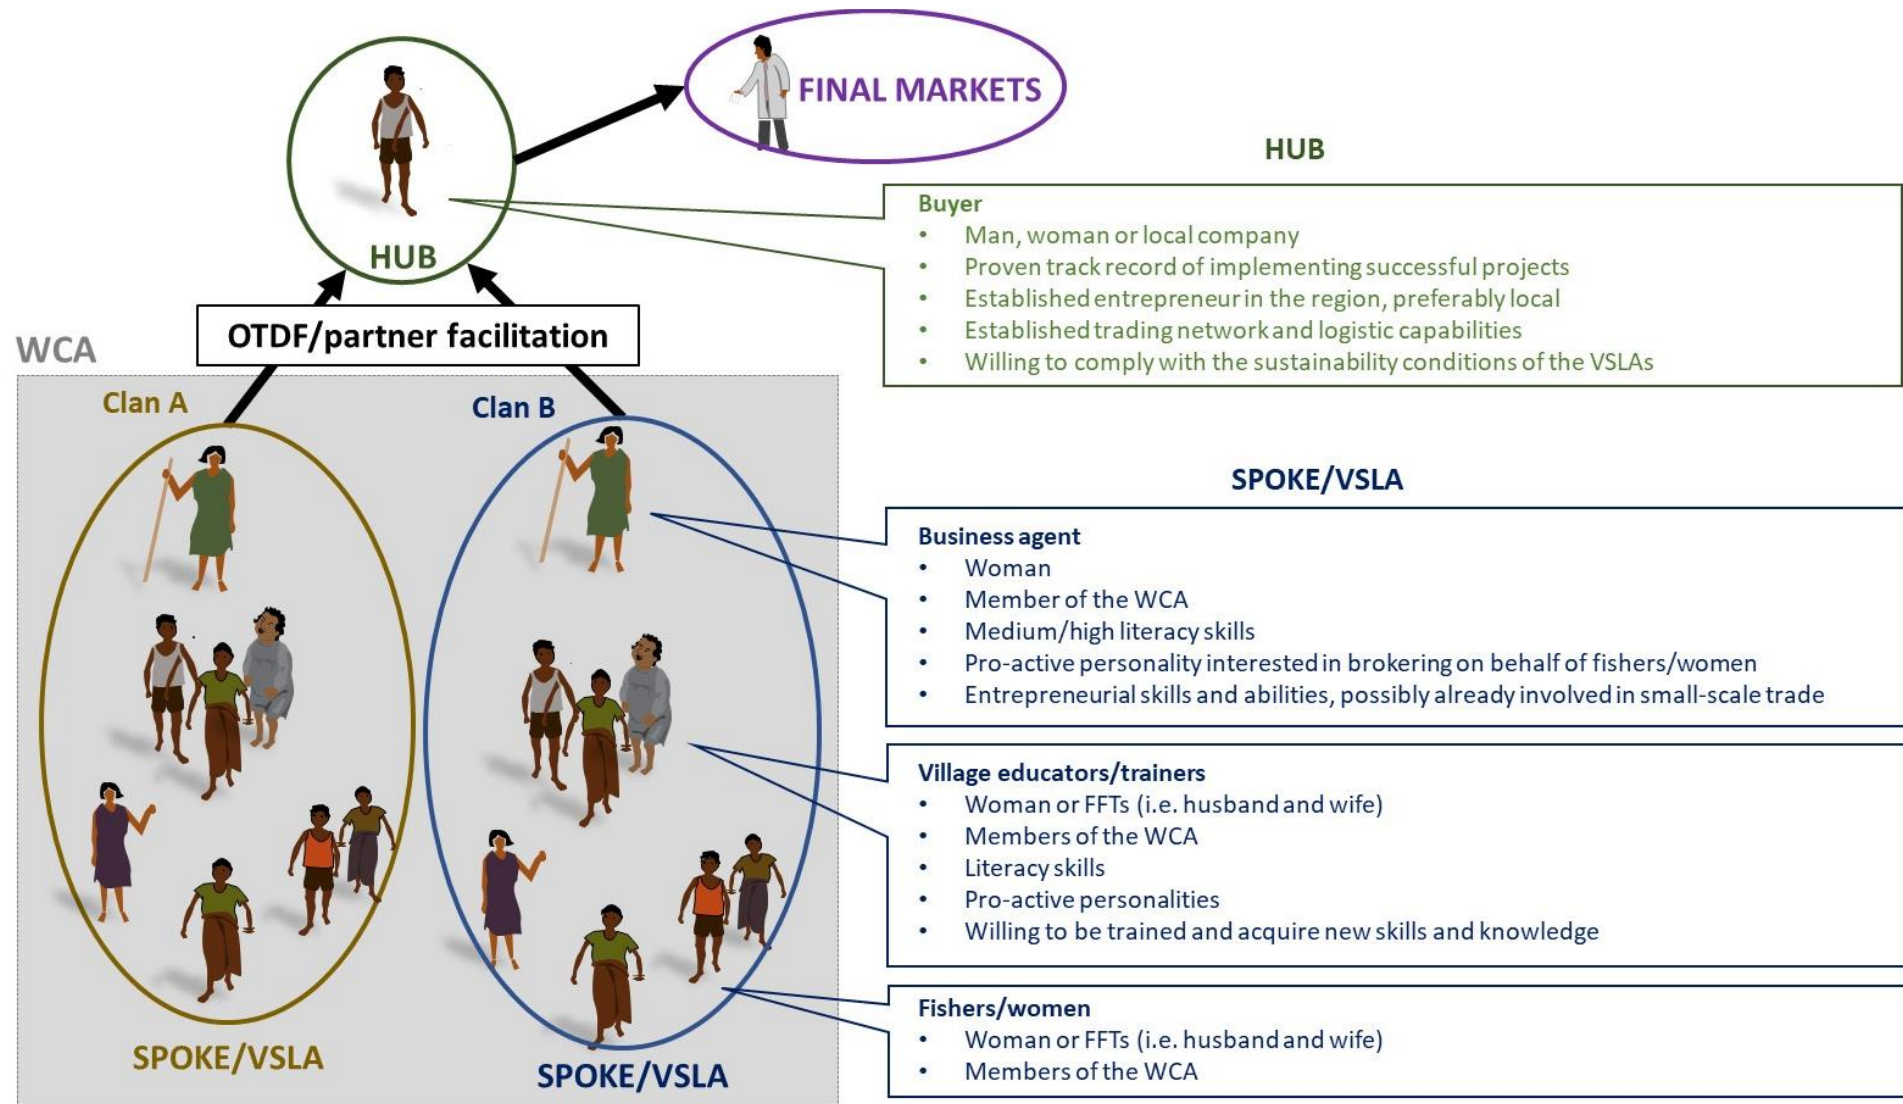 FINAL MARKETS
HUB
OTDF/partner facilitation
WCA
Clan A
Clan B
SPOKE/VSLA
SPOKE/VSLA
HUB
Buyer
• Man, woman or local company
• Proven track record of implementing successful projects
• Established entrepreneur in the region, preferably local
• Established trading network and logistic capabilities
• Willing to comply with the sustainability conditions of the VSLAs
SPOKE/VSLA
Business agent
• Woman
• Member of the WCA
• Medium/high literacy skills
• Pro-active personality interested in brokering on behalf of fishers/women
• Entrepreneurial skills and abilities, possibly already involved in small-scale trade
Village educators/trainers
• Woman or FFTs (i.e. husband and wife)
• Members of the WCA
• Literacy skills
• Pro-active personalities
• Willing to be trained and acquire new skills and knowledge
Fishers/women
• Woman or FFTs (i.e. husband and wife)
• Members of the WCA